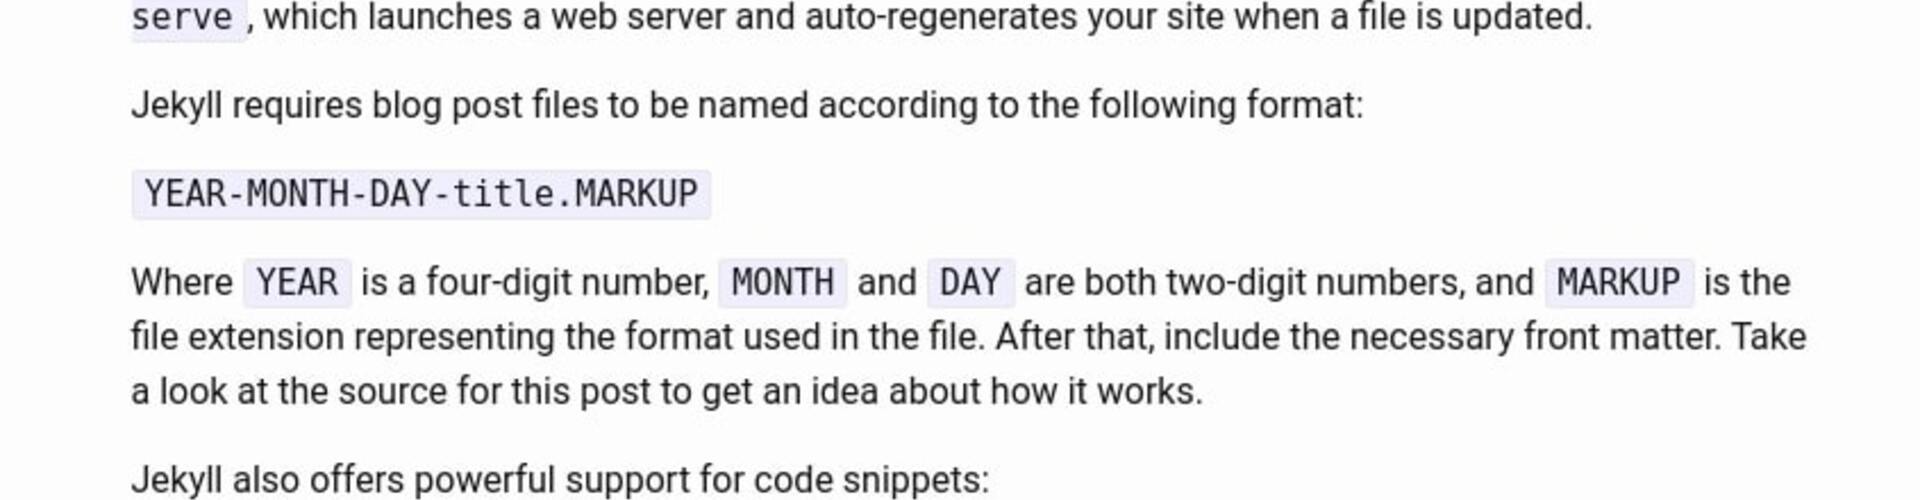 serve , which launches a web server and auto-regenerates your site when a file is updated.
Jekyll requires blog post files to be named according to the following format:
YEAR-MONTH-DAY-title.MARKUP
Where YEAR is a four-digit number, MONTH and DAY are both two-digit numbers, and MARKUP is the
file extension representing the format used in the file. After that, include the necessary front matter. Take
a look at the source for this post to get an idea about how it works.
Jekyll also offers powerful support for code snippets: